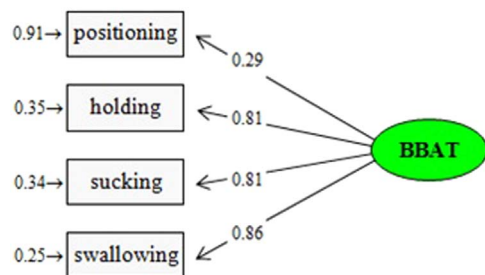 0.91→ positioning
0.29
0.35→ holding
0.81
BBAT
0.34→ sucking
0.81
0.86
0.25→ swallowing